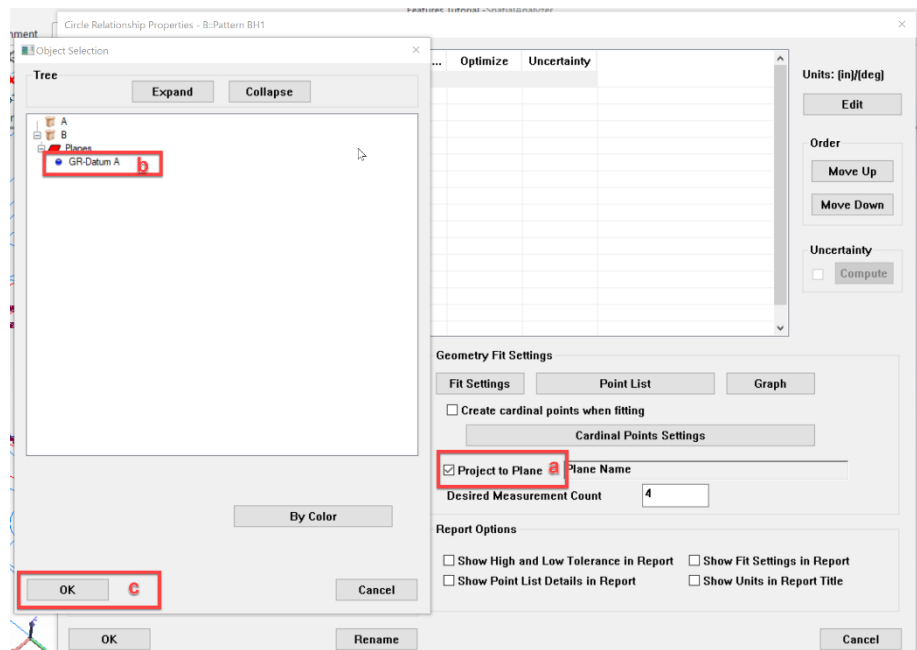 Features Tutorial - SpatialAnalyzer
ment
Circle Relationship Properties - B::Pattern BH1
Object Selection
Tree
Expand
Collapse
A
B
Planes
GR-Datum A
b
By Color
OK
c
Cancel
...
Optimize
Uncertainty
Units: (in)/(deg)
Edit
Order
Move Up
Move Down
Uncertainty
Compute
Geometry Fit Settings
Fit Settings
Point List
Graph
Create cardinal points when fitting
Cardinal Points Settings
Project to Plane
a
Plane Name
Desired Measurement Count
4
Report Options
Show High and Low Tolerance in Report
Show Fit Settings in Report
Show Point List Details in Report
Show Units in Report Title
OK
Rename
Cancel